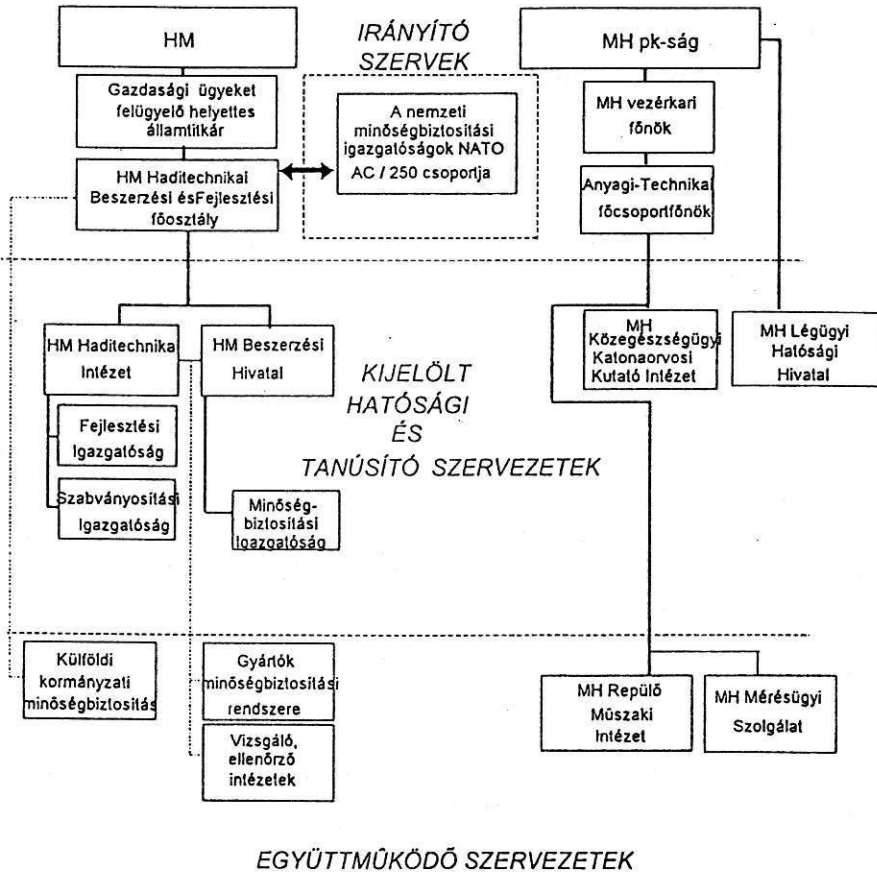 HM
IRÁNYÍTÓ
SZERVEK
MH pk-ság
Gazdasági ügyeket
felügyelő helyettes
államtitkár
A nemzeti
minőségbiztosítási
igazgatóságok NATO
AC / 250 csoportja
MH vezérkari
főnök
HM Haditechnikai
Beszerzési ésFejlesztési
főosztály
Anyagi-Technikai
főcsoportfőnök
HM Haditechnika
Intézet
HM Beszerzési
Hivatal
MH
Közegészségügyi
Katonaorvosi
Kutató Intézet
MH Légügyi
Hatósági
Hivatal
KIJELÖLT
HATÓSÁGI
ÉS
TANÚSÍTÓ SZERVEZETEK
Fejlesztési
Igazgatóság
Szabványosítási
Igazgatóság
Minőség-
biztosítási
Igazgatóság
Külföldi
kormányzati
minőségbiztosítás
Gyártók
minőségbiztosítási
rendszere
Vizsgáló,
ellenőrző
intézetek
MH Repülő
Műszaki
Intézet
MH Mérésügyi
Szolgálat
EGYÜTTMŰKÖDŐ SZERVEZETEK